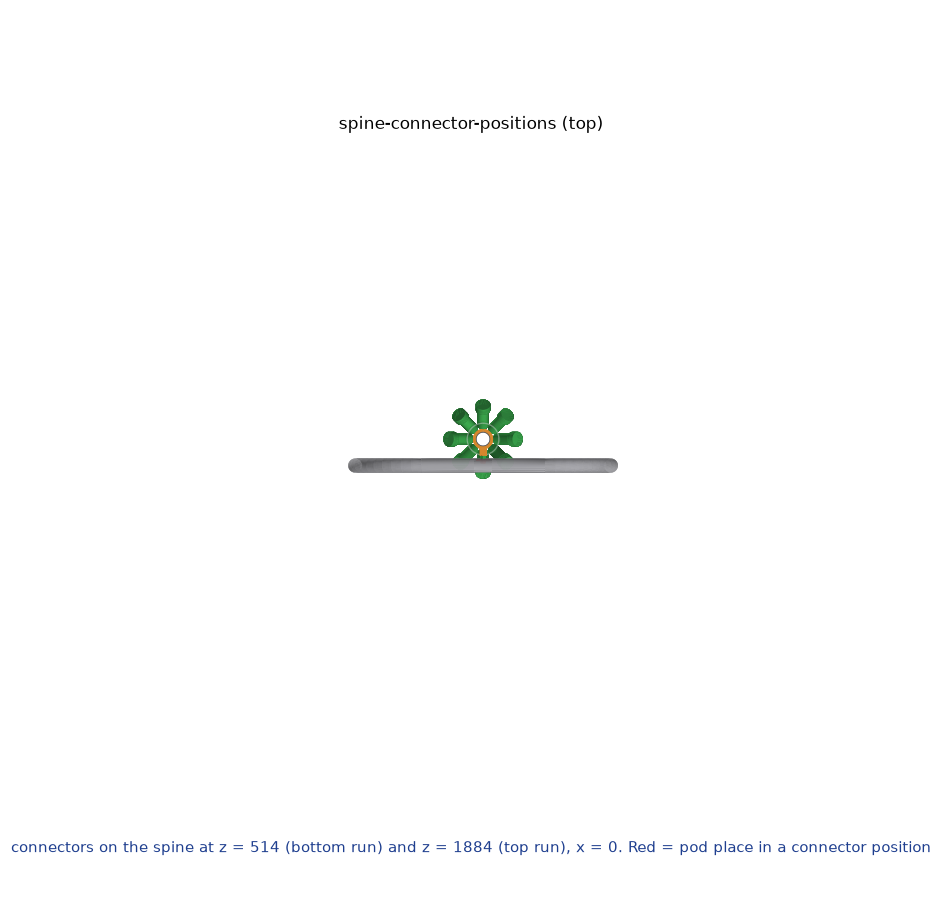 spine-connector-positions (top)
connectors on the spine at z = 514 (bottom run) and z = 1884 (top run), x = 0. Red = pod place in a connector position